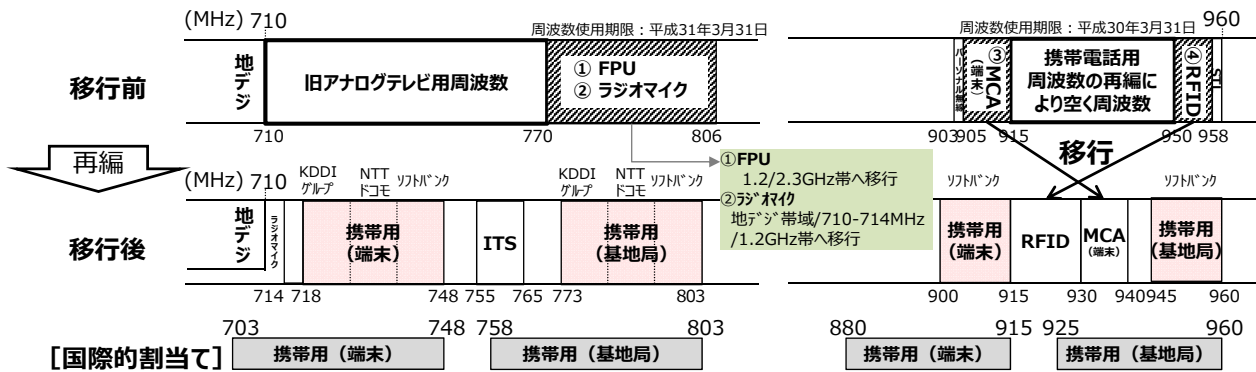 (MHz) 710
周波数使用期限：平成31年3月31日
周波数使用期限：平成30年3月31日
960
移行前
地デジ
旧アナログテレビ用周波数
① FPU
② ラジオマイク
パーソナル無線
③MCA
(端末)
携帯電話用
周波数の再編に
より空く周波数
④RFID
STL
710
770
806
903
905
915
950
958
再編
移行
①FPU
1.2/2.3GHz帯へ移行
②ラジオマイク
地デジ帯域/710-714MHz
/1.2GHz帯へ移行
(MHz) 710
KDDI
グループ
NTT
ドコモ
ソフトバンク
KDDI
グループ
NTT
ドコモ
ソフトバンク
ソフトバンク
ソフトバンク
移行後
地デジ
ラジオマイク
携帯用
(端末)
ITS
携帯用
(基地局)
携帯用
(端末)
RFID
MCA
(端末)
携帯用
(基地局)
714
718
748
755
765
773
803
900
915
930
940
945
960
703
748
758
803
880
915
925
960
［国際的割当て］
携帯用（端末）
携帯用（基地局）
携帯用（端末）
携帯用（基地局）